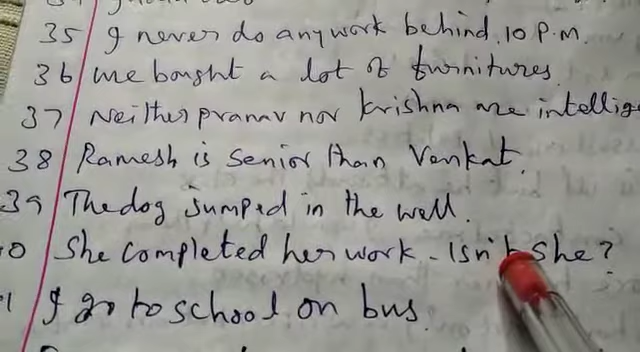 35 I never do any work behind 10 P.M.
36 We bought a lot of furnitures.
37 Neither pranav nor Krishna are
38 Ramesh is senior than Venkat.
39 The dog jumped in the well.
0 She completed her work - Isn't she?
1 I go to school on bus.